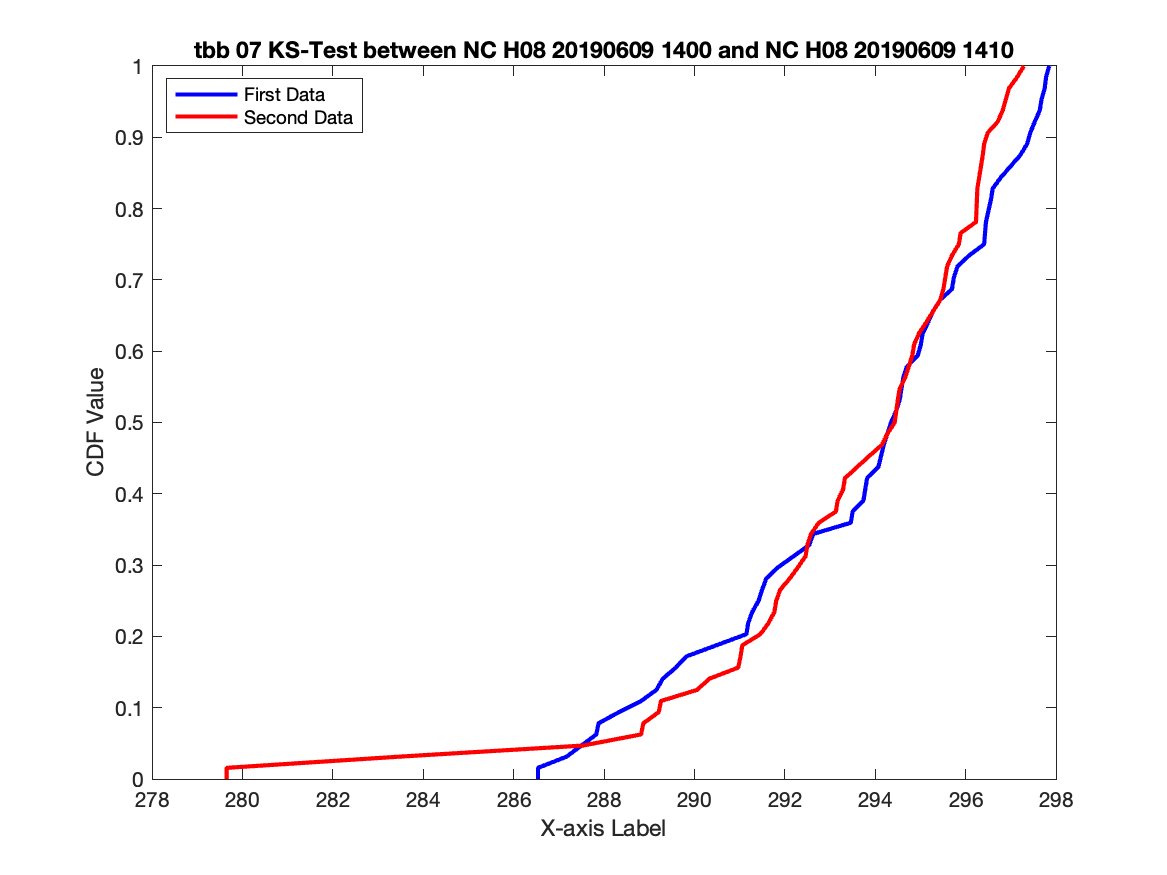 tbb 07 KS-Test between NC H08 20190609 1400 and NC H08 20190609 1410
First Data
Second Data
1
0.9
0.8
0.7
0.6
0.5
0.4
0.3
0.2
0.1
0
CDF Value
278 280 282 284 286 288 290 292 294 296 298
X-axis Label